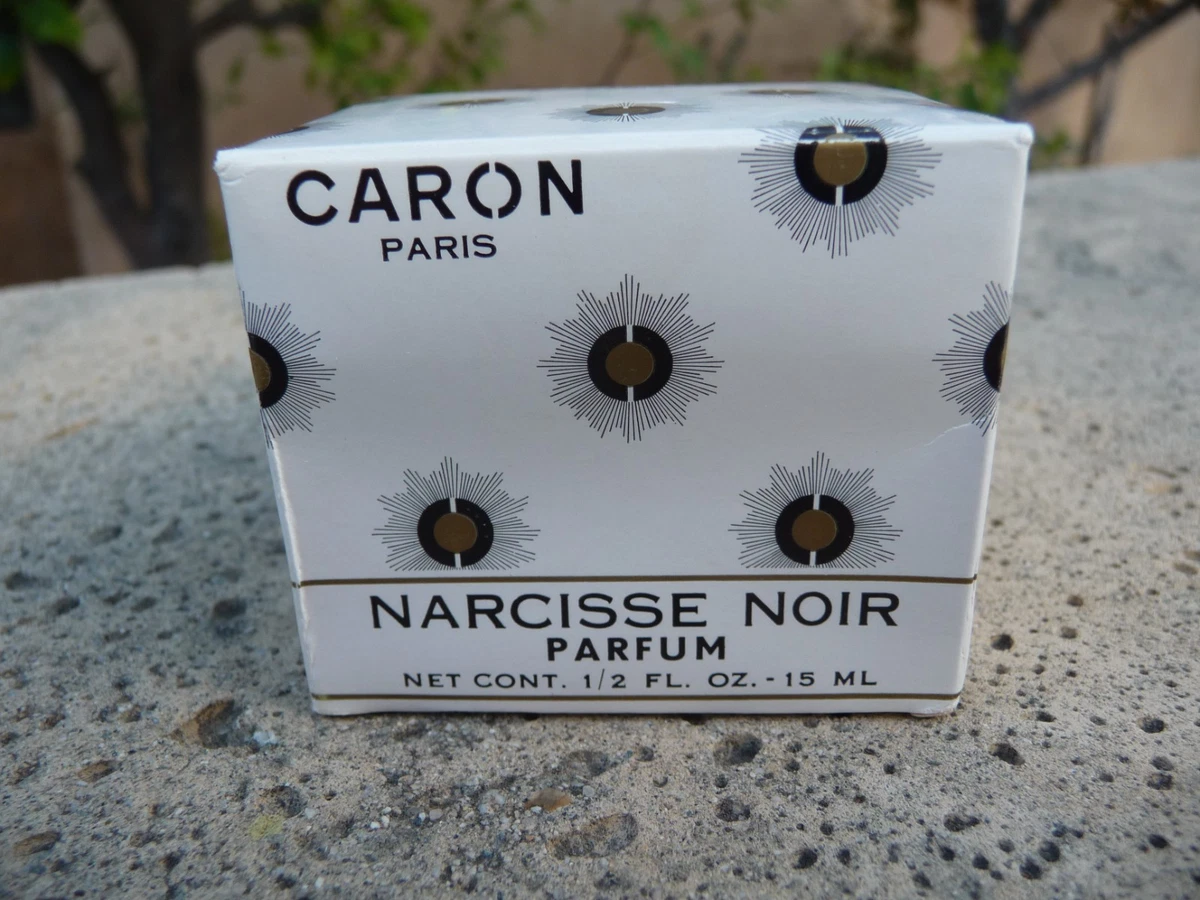 CARON
PARIS
NARCISSE NOIR
PARFUM
NET CONT. 1/2 FL. OZ. - 15 ML